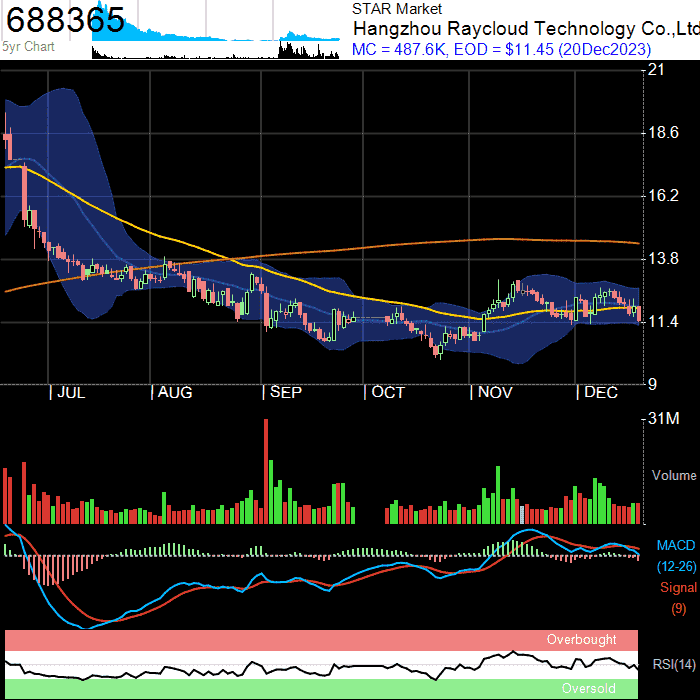 688365
5yr Chart
STAR Market
Hangzhou Raycloud Technology Co.,Ltd
MC = 487.6K, EOD = $11.45 (20Dec2023)
21
18.6
16.2
13.8
11.4
9
JUL AUG SEP OCT NOV DEC
31M
Volume
MACD
(12-26)
Signal
(9)
Overbought
RSI(14)
Oversold